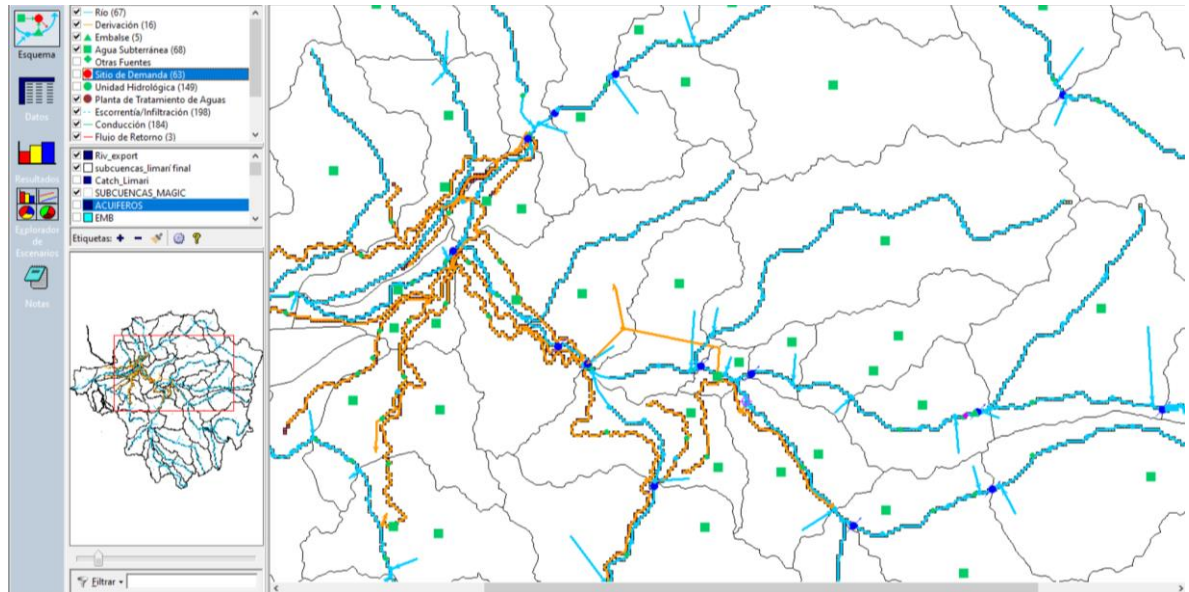 Esquema
Datos
Resultados
Explorador
de
Escenarios
Notas
Río (67)
Derivación (16)
Embalse (5)
Agua Subterránea (68)
Otras Fuentes
Sitio de Demanda (63)
Unidad Hidrológica (149)
Planta de Tratamiento de Aguas
Escorrentía/Infiltración (198)
Conducción (184)
Flujo de Retorno (3)
Riv_export
subcuencas_limarí final
Catch_Limari
SUBCUENCAS_MAGIC
ACUIFEROS
EMB
Etiquetas:
Filtrar